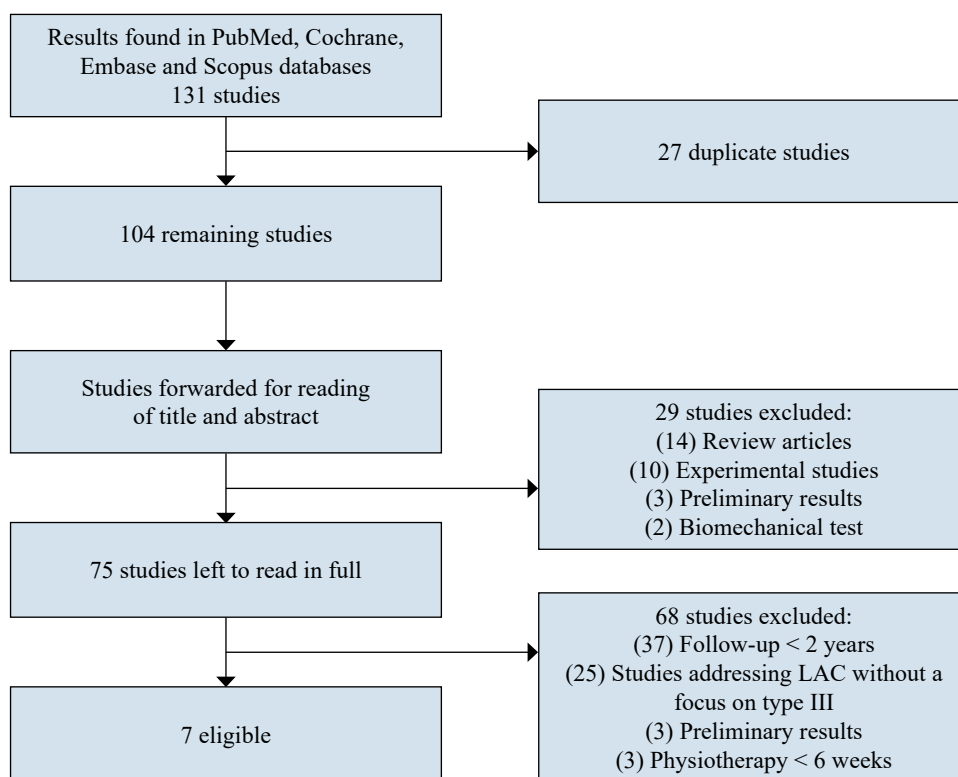 Results found in PubMed, Cochrane,
Embase and Scopus databases
131 studies
27 duplicate studies
104 remaining studies
Studies forwarded for reading
of title and abstract
29 studies excluded:
(14) Review articles
(10) Experimental studies
(3) Preliminary results
(2) Biomechanical test
75 studies left to read in full
68 studies excluded:
(37) Follow-up < 2 years
(25) Studies addressing LAC without a
focus on type III
(3) Preliminary results
(3) Physiotherapy < 6 weeks
7 eligible